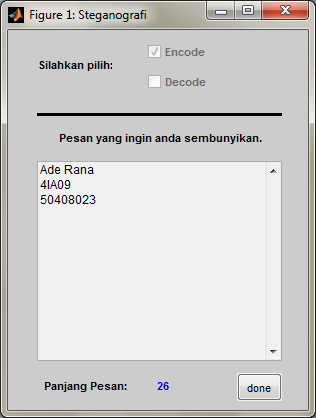 Figure 1: Steganografi
Silahkan pilih:
Encode
Decode
Pesan yang ingin anda sembunyikan.
Ade Rana
4IA09
50408023
Panjang Pesan: 26
done